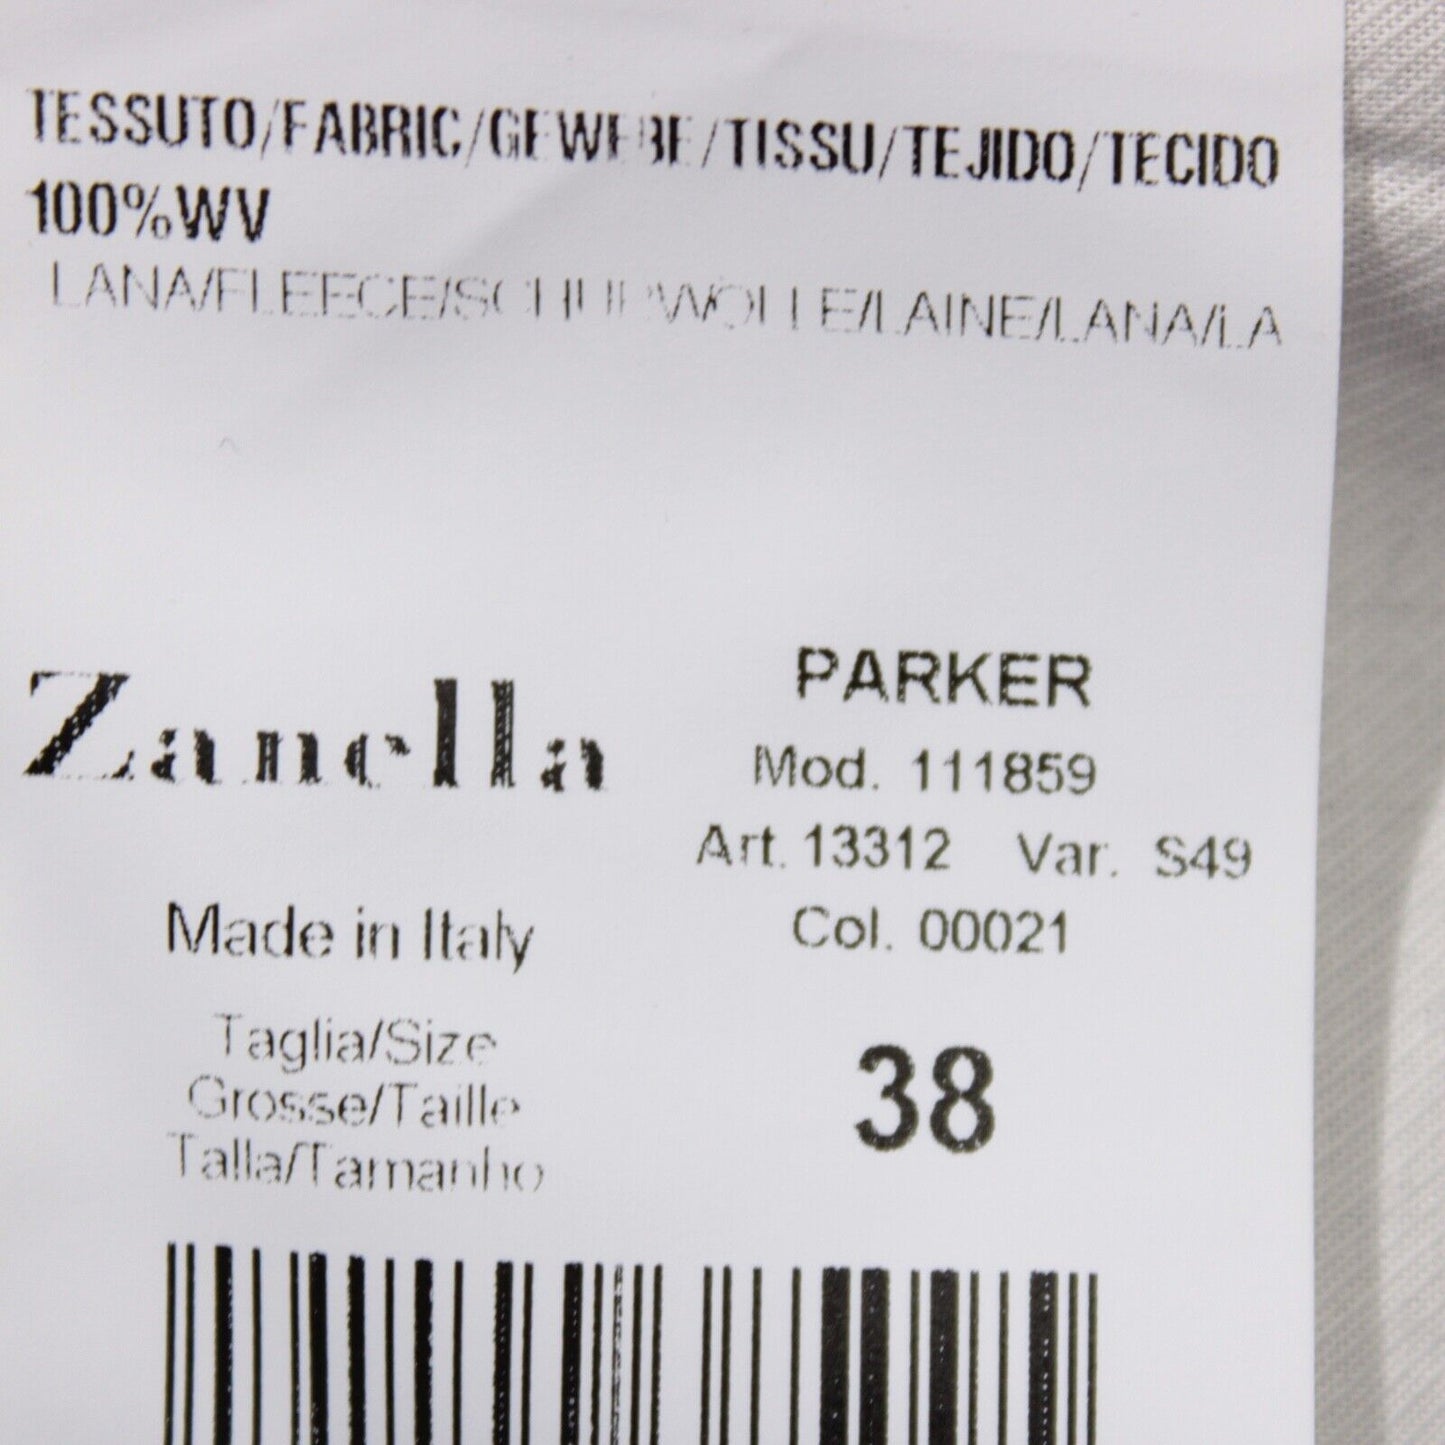 TESSUTO/FABRIC/GEWEBE/TISSU/TEJIDO/TECIDO
100%WV
LANA/FLEECE/SCHURWOLLE/LAINE/LANA/LA
Zanella
PARKER
Mod. 111859
Art. 13312 Var. S49
Made in Italy
Col. 00021
Taglia/Size
Grosse/Taille
Talla/Tamanho
38